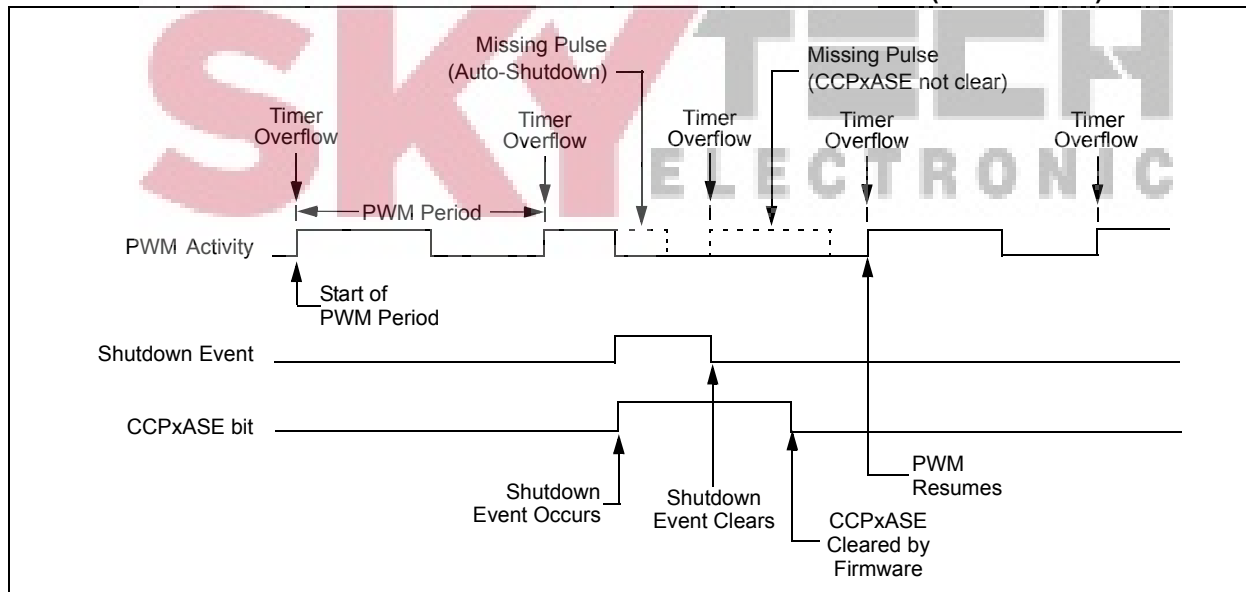 SKYTECH
ELECTRONIC
Missing Pulse
(Auto-Shutdown)
Missing Pulse
(CCPxASE not clear)
Timer
Overflow
Timer
Overflow
Timer
Overflow
Timer
Overflow
Timer
Overflow
PWM Period
PWM Activity
Start of
PWM Period
Shutdown Event
CCPxASE bit
Shutdown
Event Occurs
Shutdown
Event Clears
CCPxASE
Cleared by
Firmware
PWM
Resumes